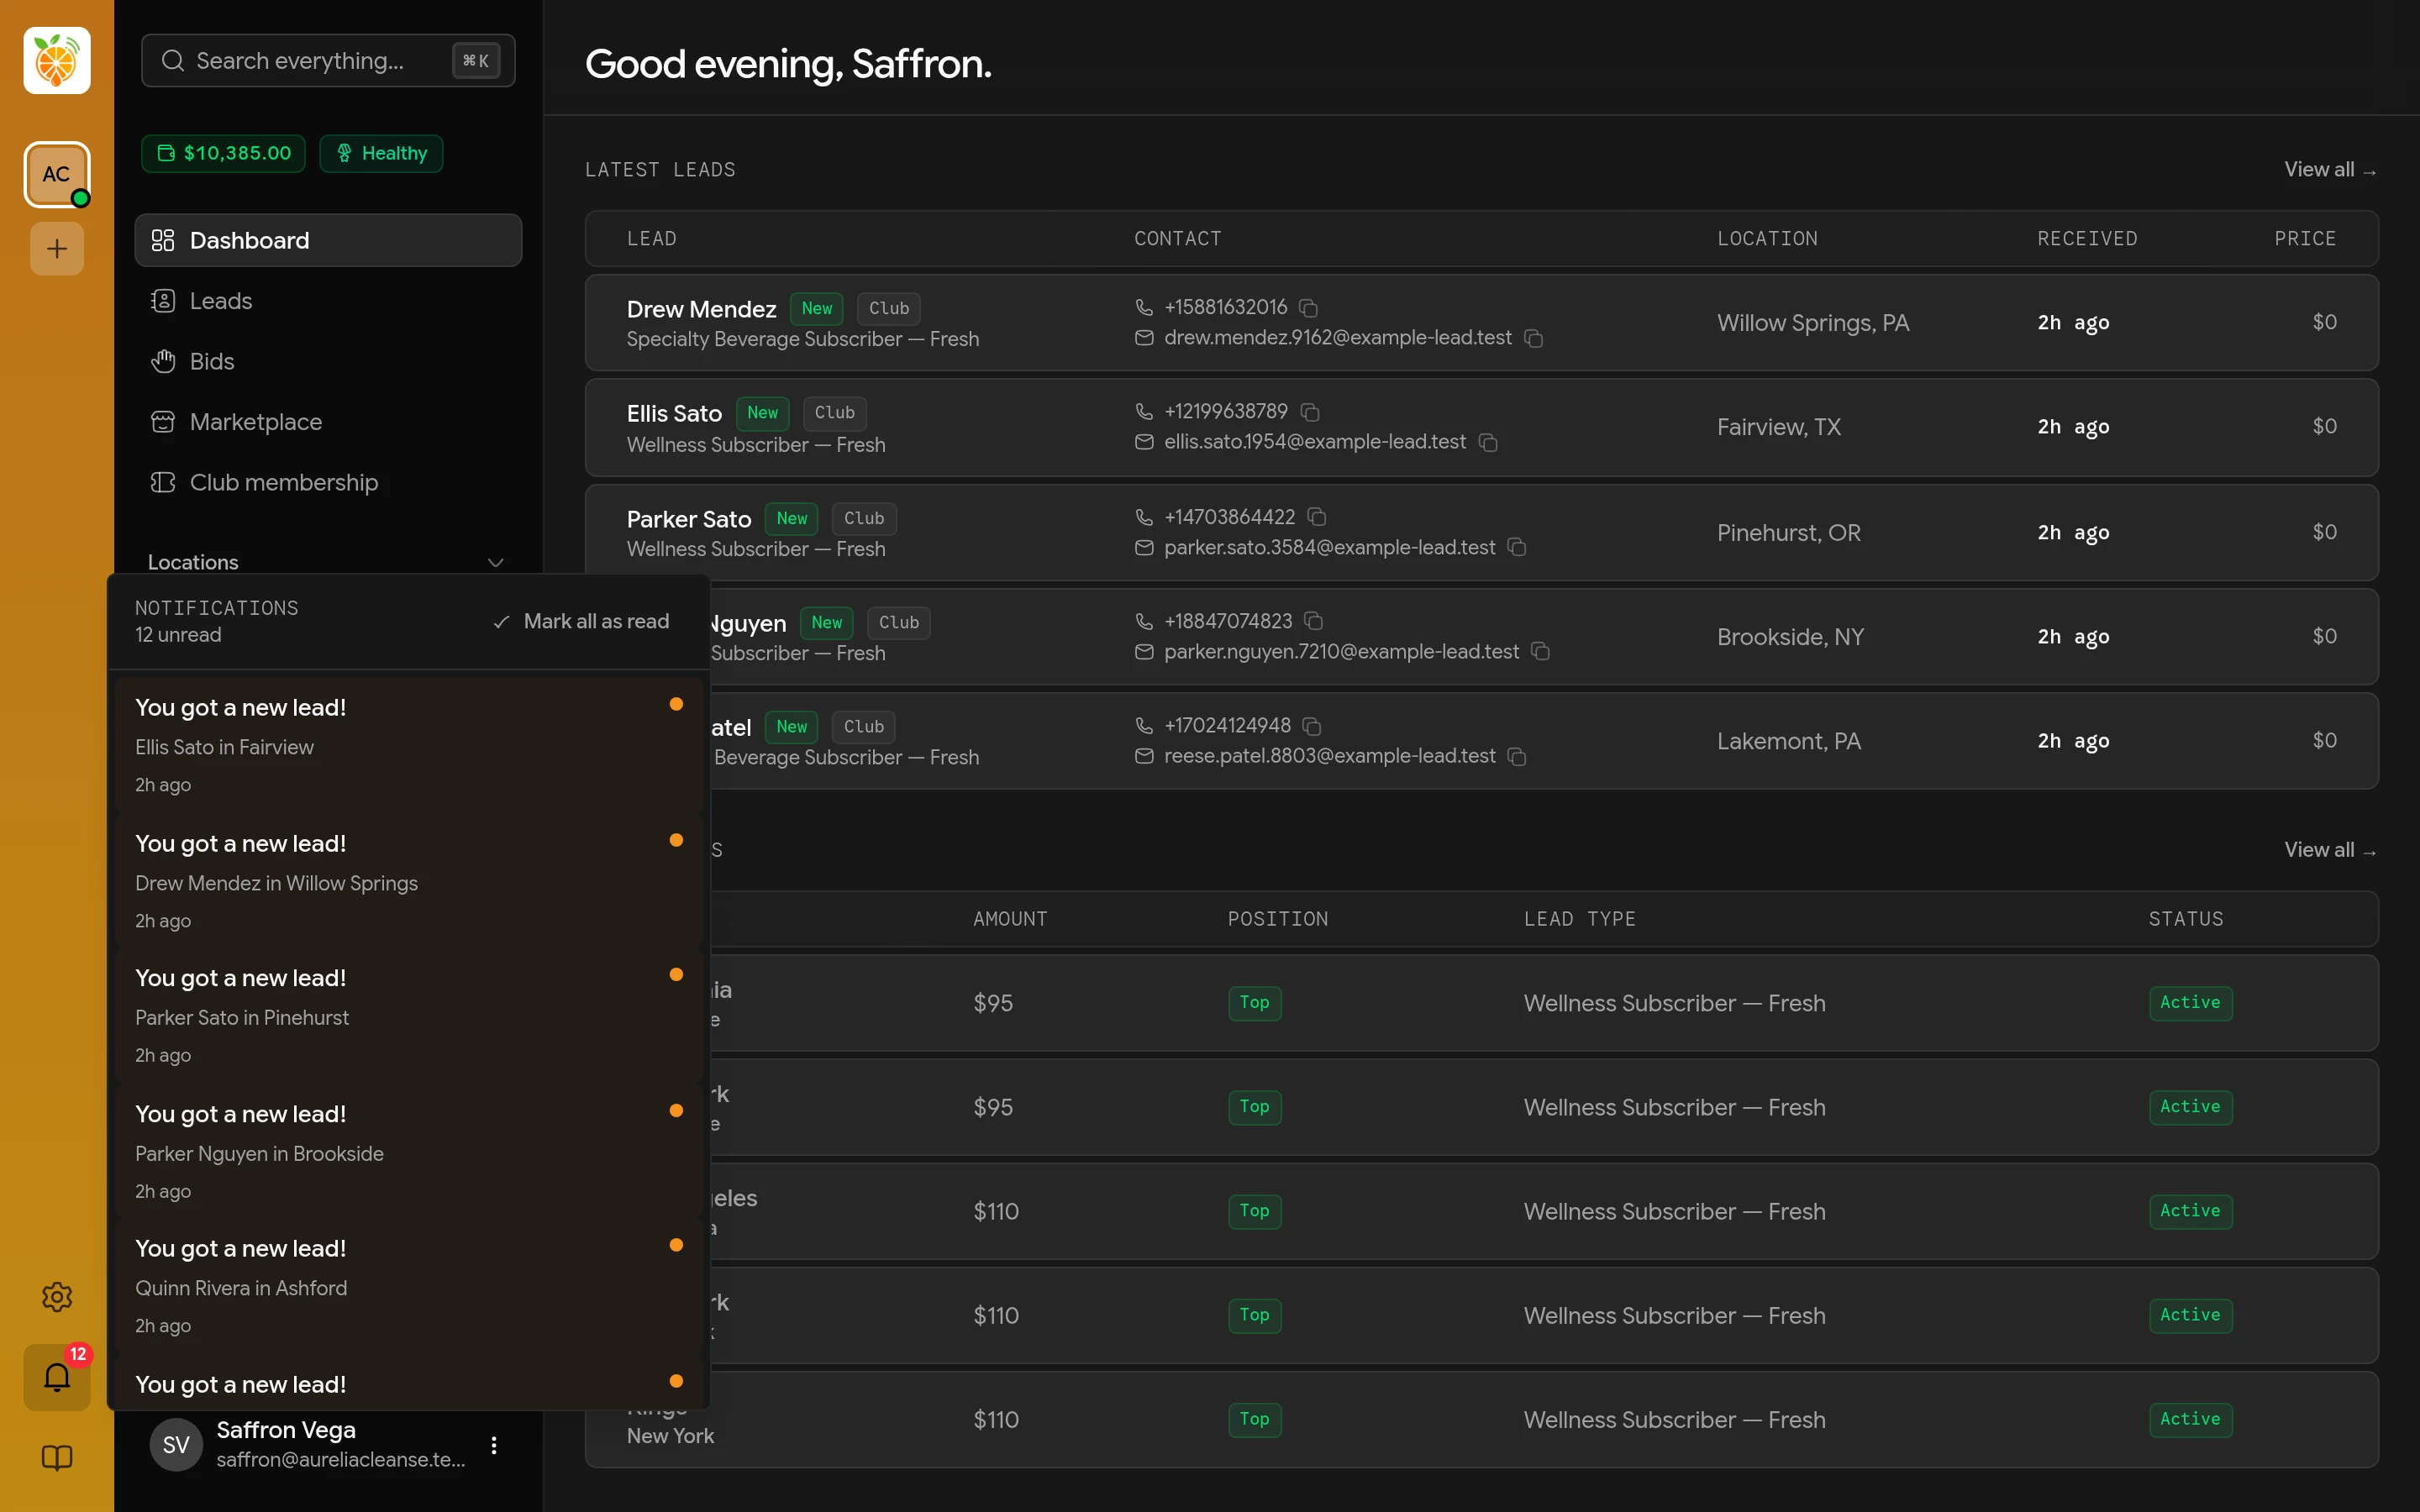 Search everything...
⌘K
$10,385.00
Healthy
AC
Dashboard
Leads
Bids
Marketplace
Club membership
Locations
NOTIFICATIONS
12 unread
Mark all as read
You got a new lead!
Ellis Sato in Fairview
2h ago
You got a new lead!
Drew Mendez in Willow Springs
2h ago
You got a new lead!
Parker Sato in Pinehurst
2h ago
You got a new lead!
Parker Nguyen in Brookside
2h ago
You got a new lead!
Quinn Rivera in Ashford
2h ago
You got a new lead!
12
SV
Saffron Vega
saffron@aureliacleanse.te...
Good evening, Saffron.
LATEST LEADS
View all →
LEAD CONTACT LOCATION RECEIVED PRICE
Drew Mendez New Club
Specialty Beverage Subscriber — Fresh
+15881632016
drew.mendez.9162@example-lead.test
Willow Springs, PA
2h ago
$0
Ellis Sato New Club
Wellness Subscriber — Fresh
+12199638789
ellis.sato.1954@example-lead.test
Fairview, TX
2h ago
$0
Parker Sato New Club
Wellness Subscriber — Fresh
+14703864422
parker.sato.3584@example-lead.test
Pinehurst, OR
2h ago
$0
Nguyen New Club
Subscriber — Fresh
+18847074823
parker.nguyen.7210@example-lead.test
Brookside, NY
2h ago
$0
atel New Club
Beverage Subscriber — Fresh
+17024124948
reese.patel.8803@example-lead.test
Lakemont, PA
2h ago
$0
S
View all →
AMOUNT POSITION LEAD TYPE STATUS
$95 Top Wellness Subscriber — Fresh Active
$95 Top Wellness Subscriber — Fresh Active
$110 Top Wellness Subscriber — Fresh Active
$110 Top Wellness Subscriber — Fresh Active
New York
$110 Top Wellness Subscriber — Fresh Active